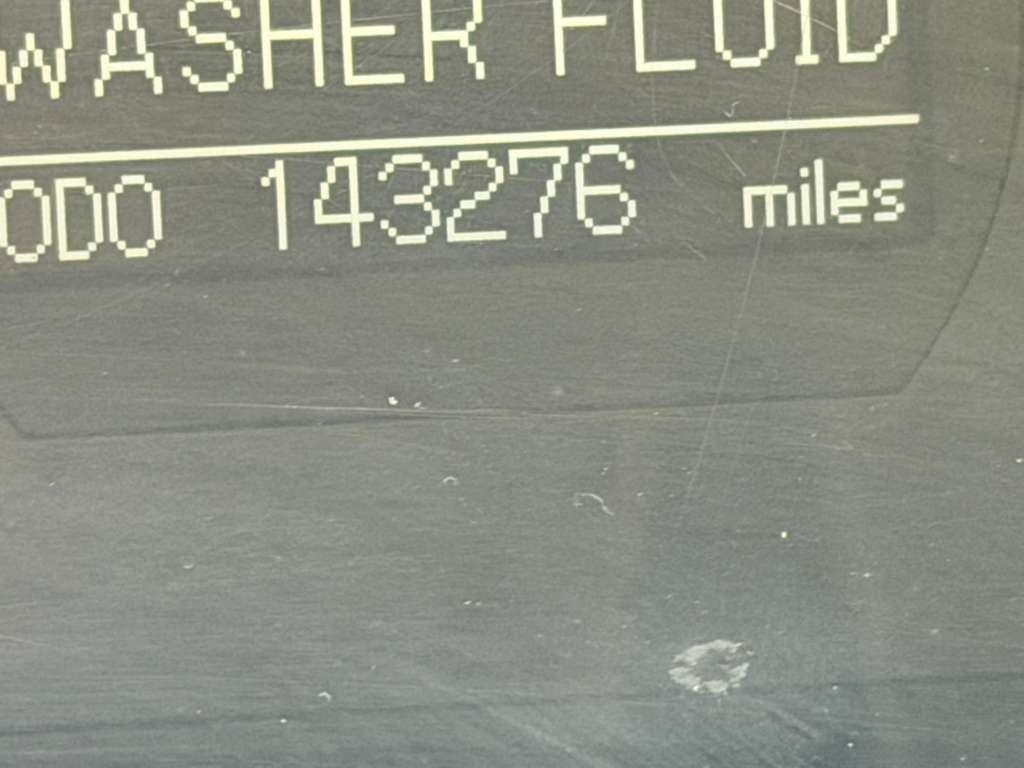 WASHER FLUID
ODO 143276 miles